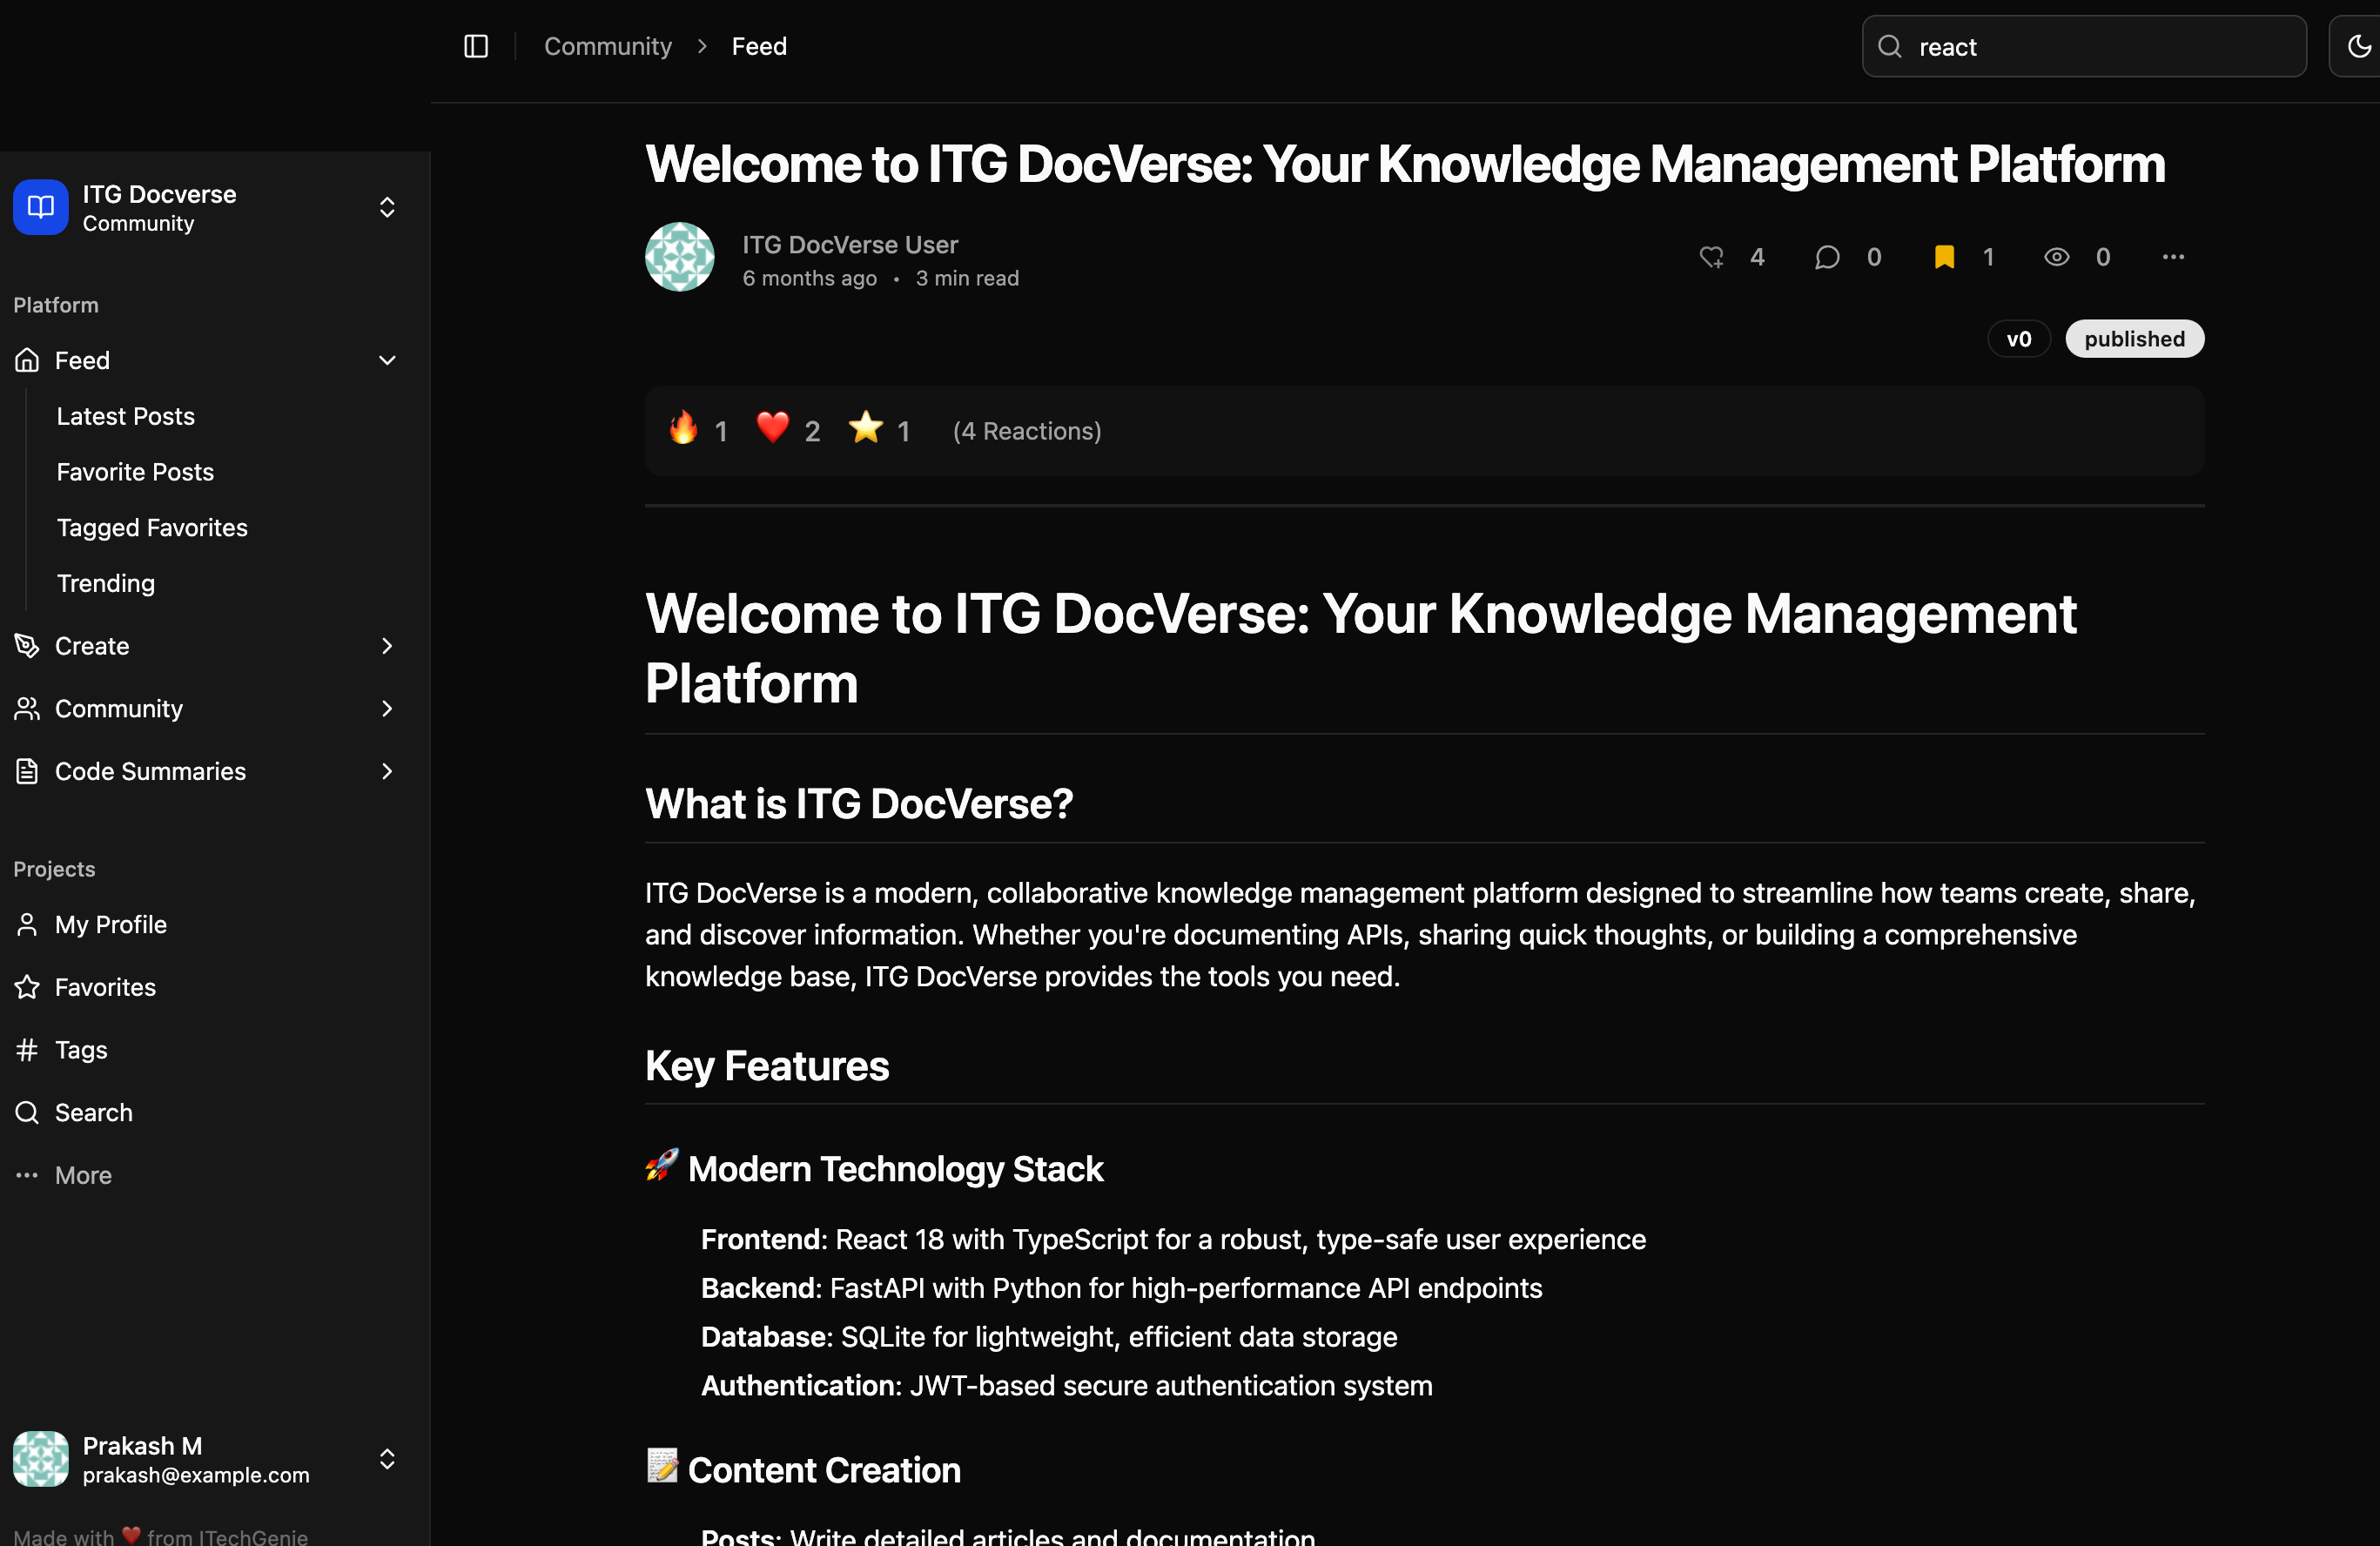 Community > Feed
react
ITG Docverse
Community
Platform
Feed
Latest Posts
Favorite Posts
Tagged Favorites
Trending
Create
Community
Code Summaries
Projects
My Profile
Favorites
Tags
Search
More
Prakash M
prakash@example.com
Made with ❤️ from ITechGenie
Welcome to ITG DocVerse: Your Knowledge Management Platform
ITG DocVerse User
6 months ago • 3 min read
4 0 1 0
v0 published
🔥 1 ❤️ 2 ⭐ 1 (4 Reactions)
Welcome to ITG DocVerse: Your Knowledge Management
Platform
What is ITG DocVerse?
ITG DocVerse is a modern, collaborative knowledge management platform designed to streamline how teams create, share,
and discover information. Whether you're documenting APIs, sharing quick thoughts, or building a comprehensive
knowledge base, ITG DocVerse provides the tools you need.
Key Features
🚀 Modern Technology Stack
Frontend: React 18 with TypeScript for a robust, type-safe user experience
Backend: FastAPI with Python for high-performance API endpoints
Database: SQLite for lightweight, efficient data storage
Authentication: JWT-based secure authentication system
📝 Content Creation
Posts: Write detailed articles and documentation